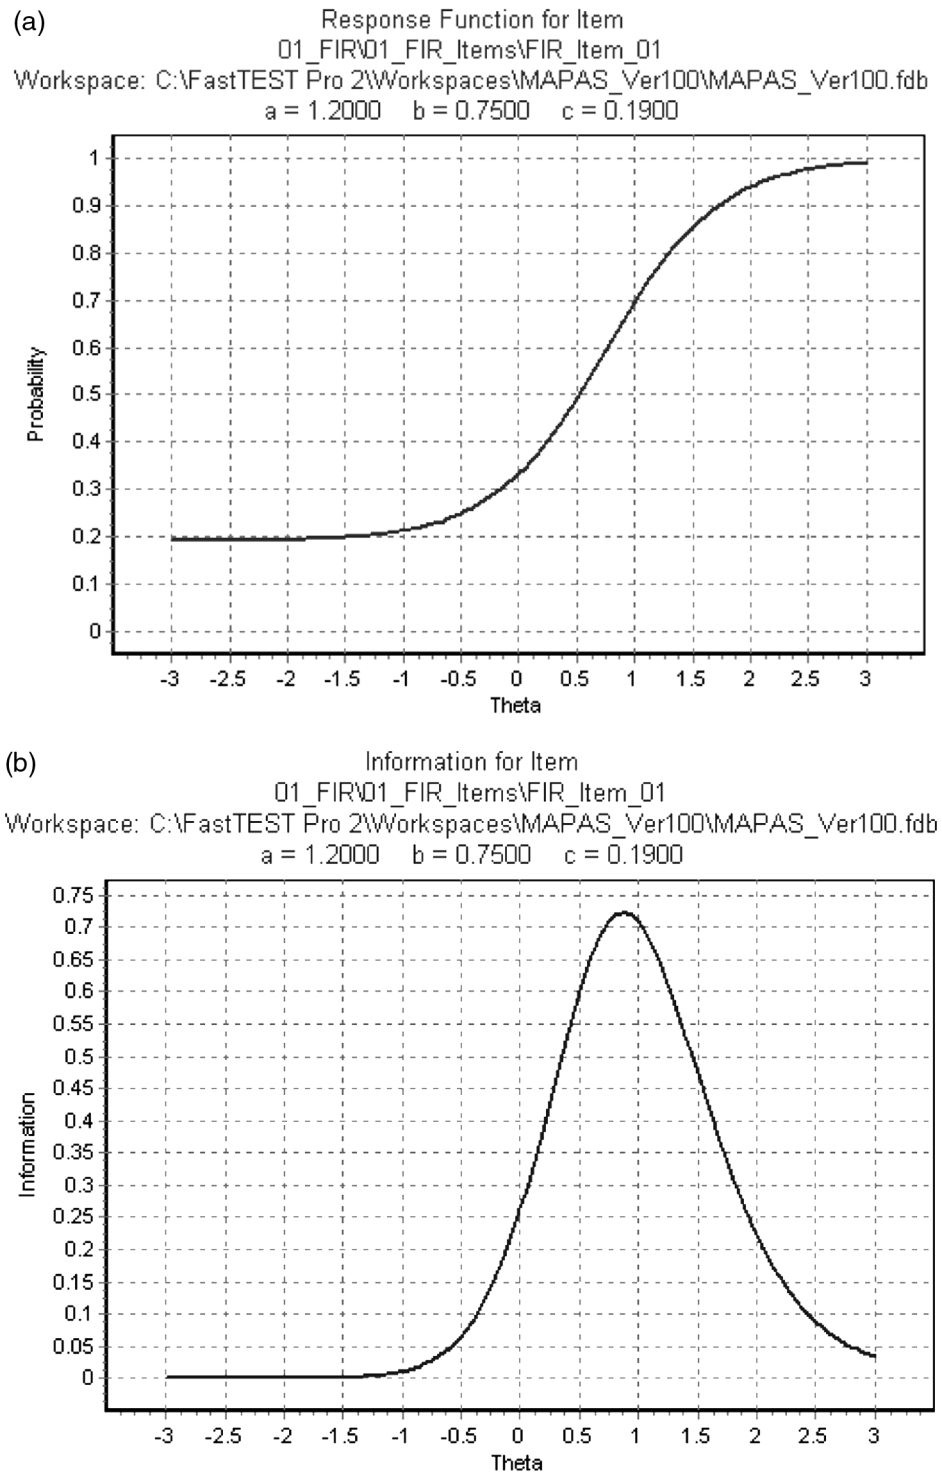 (a)
Response Function for Item
01_FIR\01_FIR_Items\FIR_Item_01
Workspace: C:\FastTEST Pro 2\Workspaces\MAPAS_Ver100\MAPAS_Ver100.fdb
a = 1.2000 b = 0.7500 c = 0.1900
1
0.9
0.8
0.7
0.6
0.5
0.4
0.3
0.2
0.1
0
Probability
-3 -2.5 -2 -1.5 -1 -0.5 0 0.5 1 1.5 2 2.5 3
Theta
(b)
Information for Item
01_FIR\01_FIR_Items\FIR_Item_01
Workspace: C:\FastTEST Pro 2\Workspaces\MAPAS_Ver100\MAPAS_Ver100.fdb
a = 1.2000 b = 0.7500 c = 0.1900
0.75
0.7
0.65
0.6
0.55
0.5
0.45
0.4
0.35
0.3
0.25
0.2
0.15
0.1
0.05
0
Information
-3 -2.5 -2 -1.5 -1 -0.5 0 0.5 1 1.5 2 2.5 3
Theta